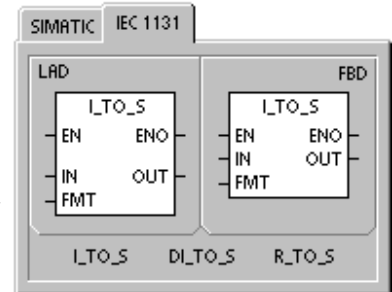 SIMATIC IEC 1131
LAD FBD
I_TO_S I_TO_S
EN ENO EN ENO
IN OUT IN OUT
FMT FMT
I_TO_S DI_TO_S R_TO_S